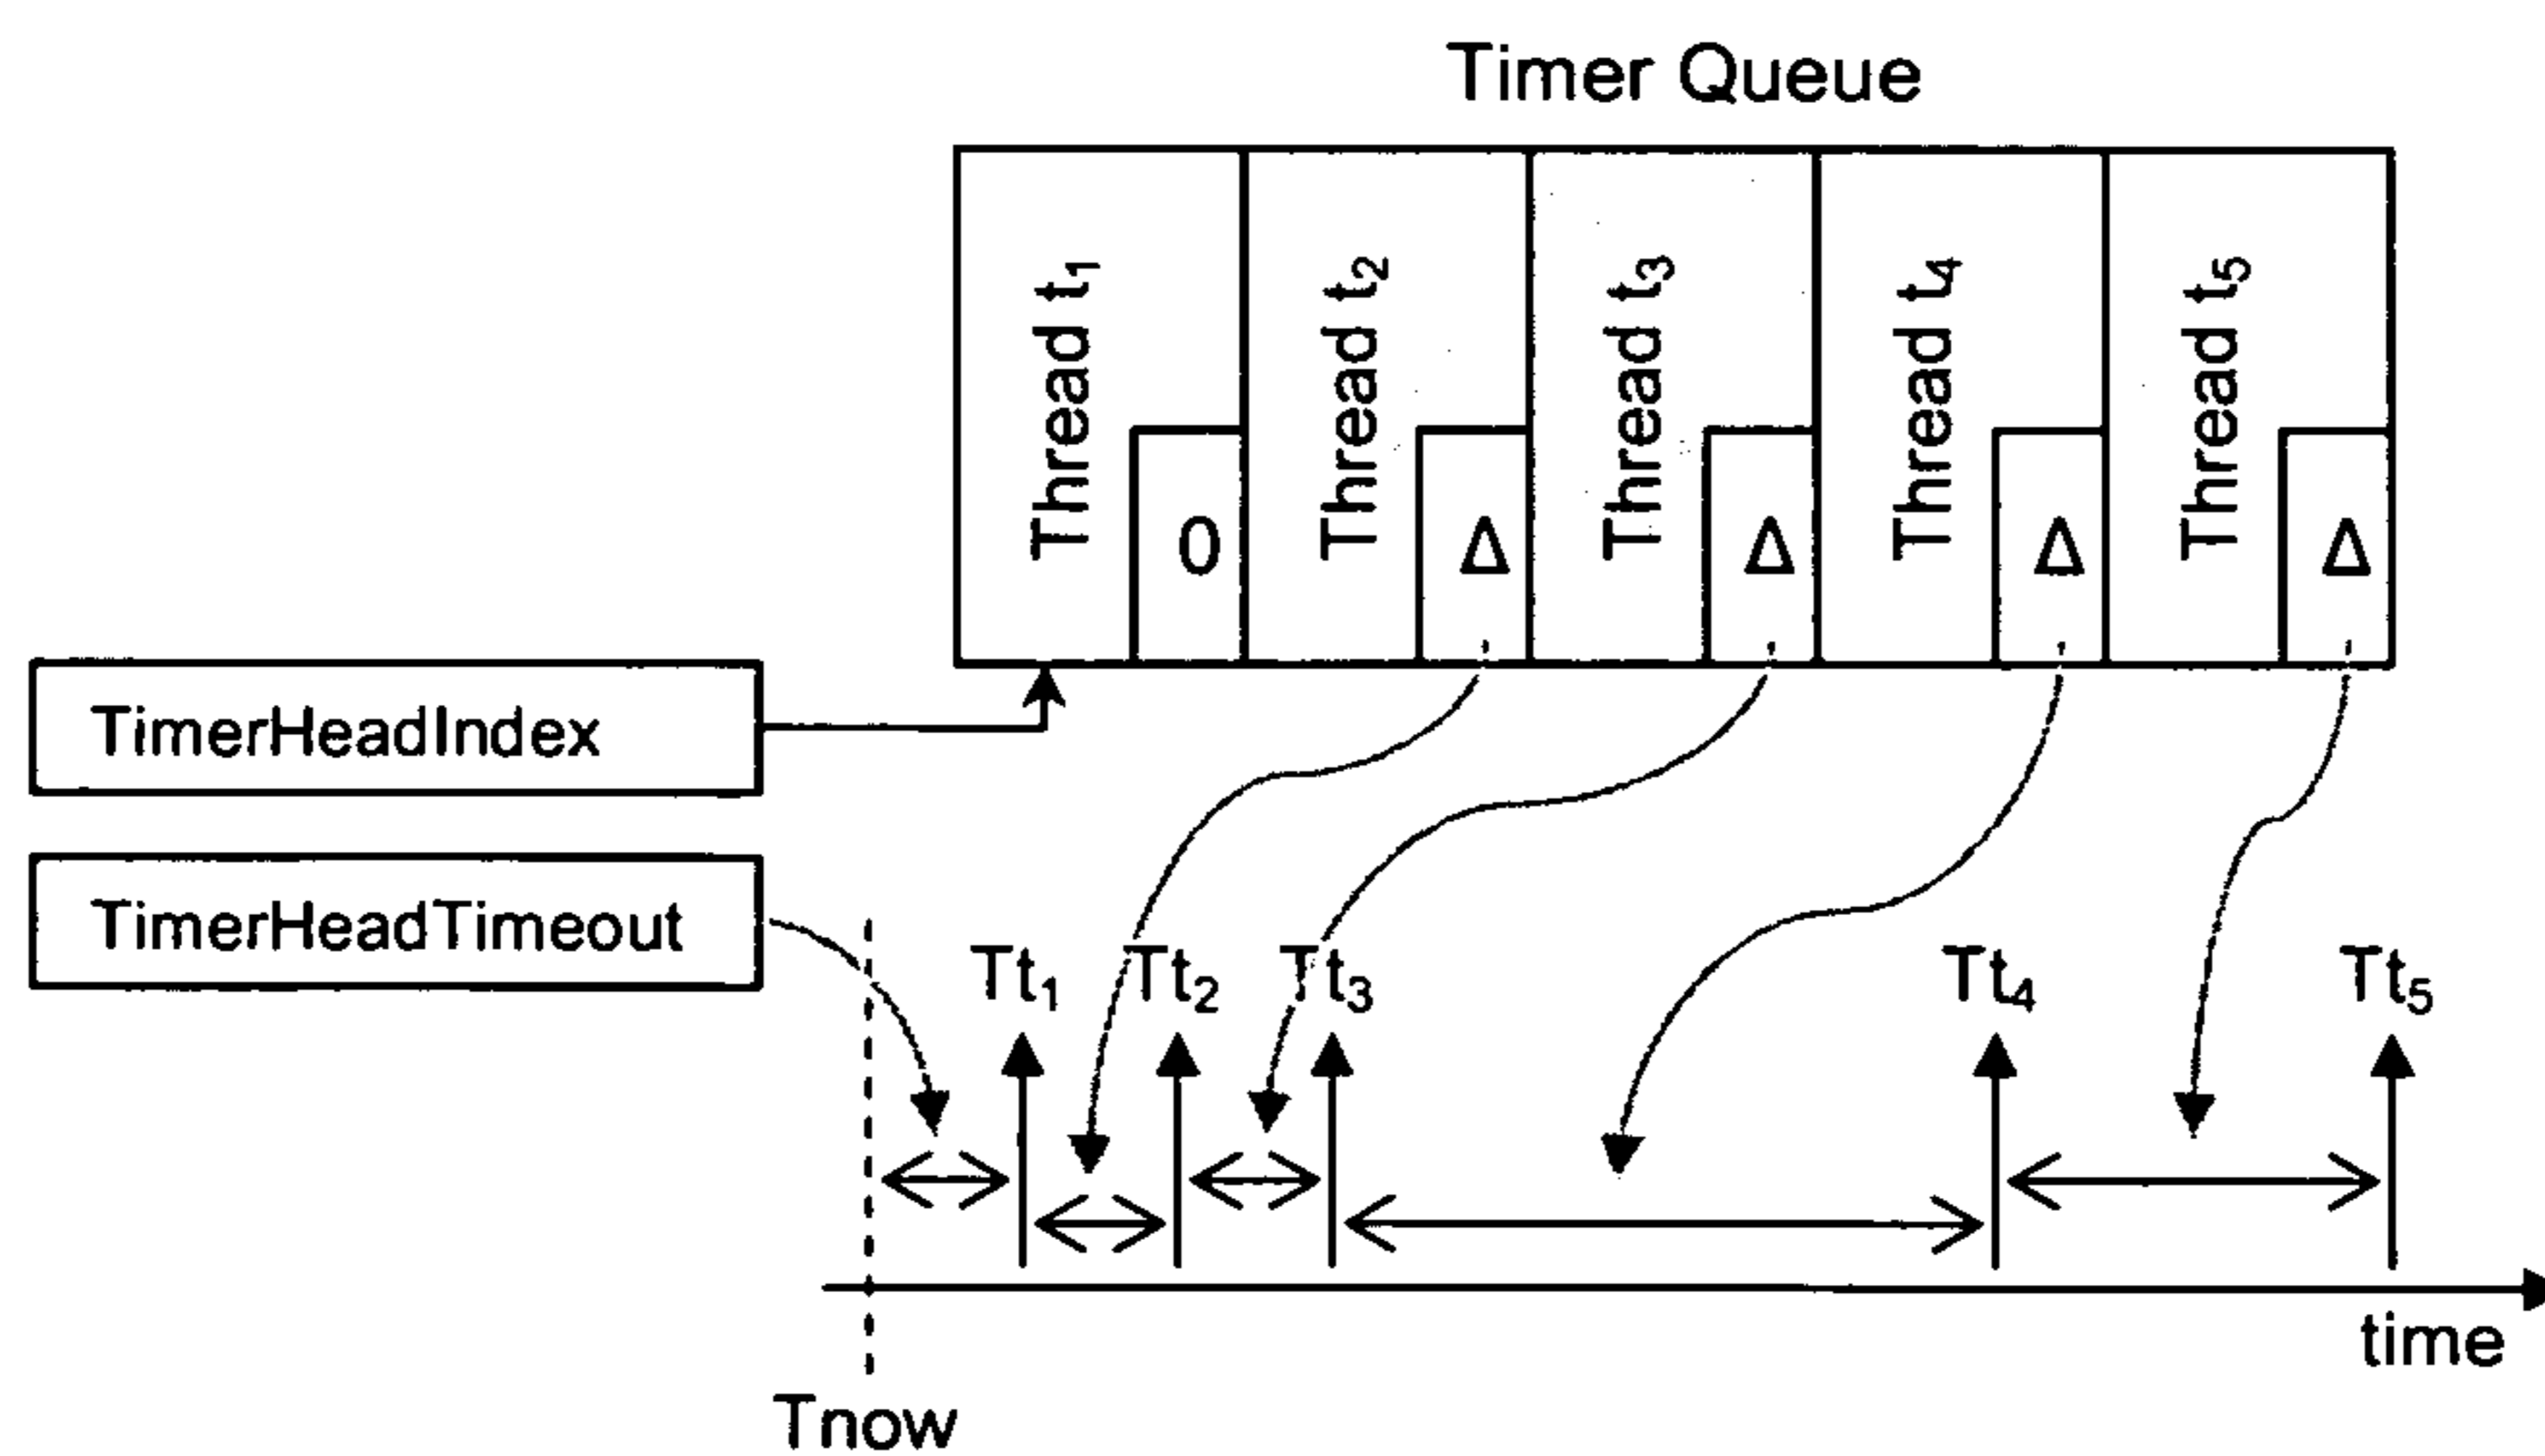 Timer Queue
Thread t₁
0
Thread t₂
Δ
Thread t₃
Δ
Thread t₄
Δ
Thread t₅
Δ
TimerHeadIndex
TimerHeadTimeout
Tt₁
Tt₂
Tt₃
Tt₄
Tt₅
time
Tnow